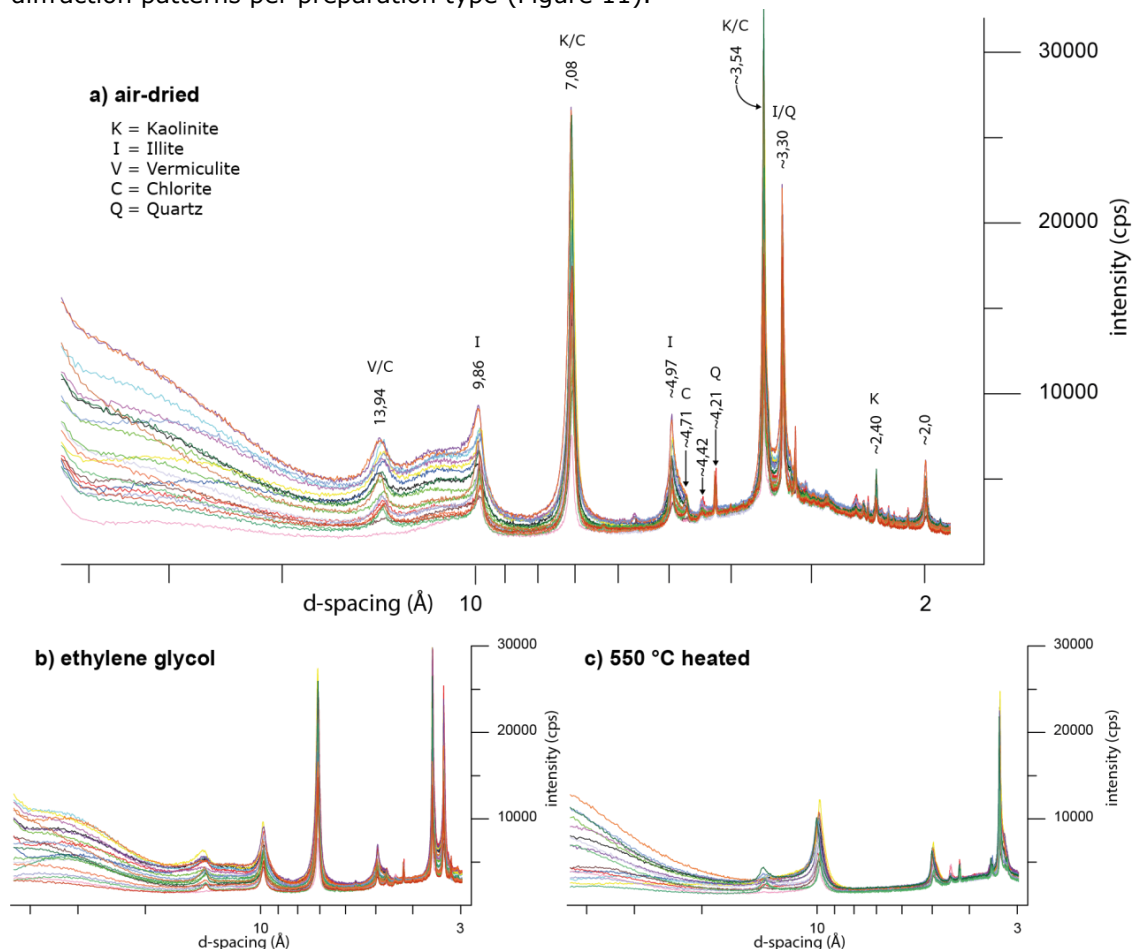 diffraction patterns per preparation type (Figure 11).
a) air-dried
K = Kaolinite
I = Illite
V = Vermiculite
C = Chlorite
Q = Quartz
V/C
13,94
I
9,86
K/C
7,08
I
~4,97
C
~4,71
~4,42
Q
~4,21
K/C
~3,54
I/Q
~3,30
K
~2,40
~2,0
30000
20000
10000
intensity (cps)
d-spacing (Å)
10
2
b) ethylene glycol
30000
20000
10000
intensity (cps)
10
3
d-spacing (Å)
c) 550 °C heated
30000
20000
10000
intensity (cps)
10
3
d-spacing (Å)